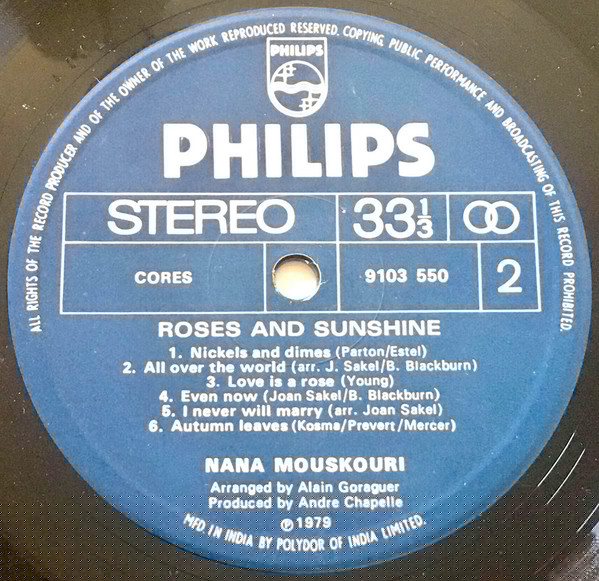 ALL RIGHTS OF THE RECORD PRODUCER AND OF THE OWNER OF THE WORK REPRODUCED RESERVED. COPYING, PUBLIC PERFORMANCE AND BROADCASTING OF THIS RECORD PROHIBITED.
PHILIPS
PHILIPS
STEREO 33 1/3
CORES 9103 550 2
ROSES AND SUNSHINE
1. Nickels and dimes (Parton/Estel)
2. All over the world (arr. J. Sakel/B. Blackburn)
3. Love is a rose (Young)
4. Even now (Joan Sakel/B. Blackburn)
5. I never will marry (arr. Joan Sakel)
6. Autumn leaves (Kosma/Prevert/Mercer)
NANA MOUSKOURI
Arranged by Alain Goraguer
Produced by Andre Chapelle
℗ 1979
MFD. IN INDIA BY POLYDOR OF INDIA LIMITED.